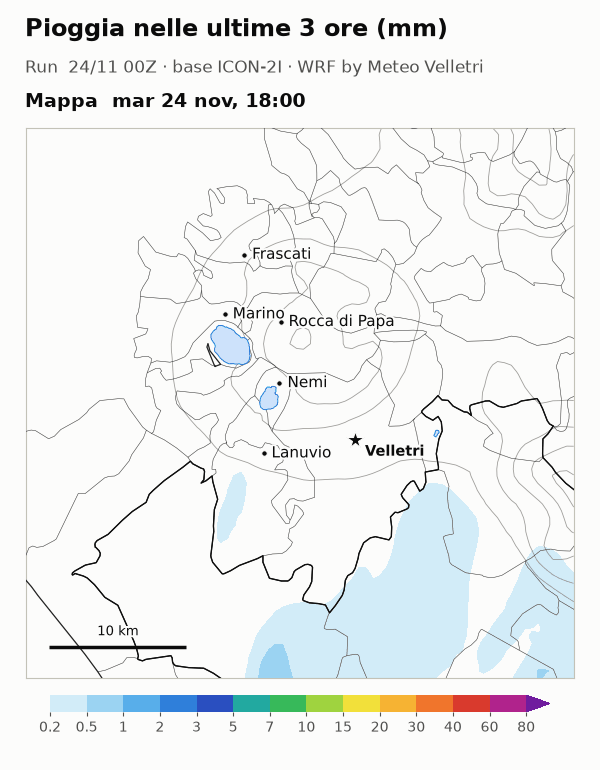 Pioggia nelle ultime 3 ore (mm)
Run  24/11 00Z · base ICON-2I · WRF by Meteo Velletri
Mappa  mar 24 nov, 18:00
Frascati
Marino
Rocca di Papa
Nemi
Velletri
Lanuvio
10 km
0.2 0.5 1 2 3 5 7 10 15 20 30 40 60 80